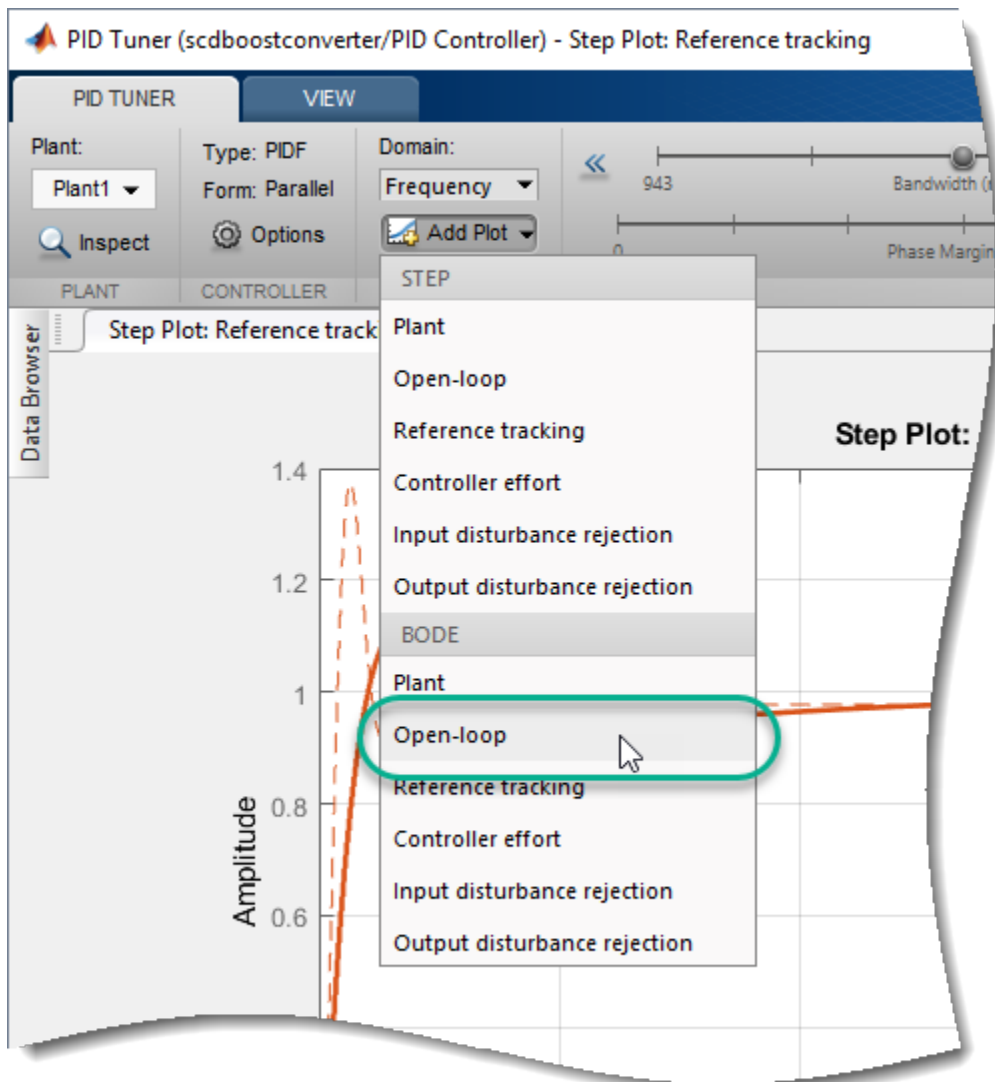 PID Tuner (scdboostconverter/PID Controller) - Step Plot: Reference tracking
PID TUNER VIEW
Plant: Type: PIDF Domain:
Plant1 Form: Parallel Frequency 943 Bandwidth
Inspect Options Add Plot 0 Phase Margin
PLANT CONTROLLER
Data Browser
Step Plot: Reference
STEP
Plant
Open-loop
Reference tracking
Controller effort
Input disturbance rejection
Output disturbance rejection
BODE
Plant
Open-loop
Reference tracking
Controller effort
Input disturbance rejection
Output disturbance rejection
Step Plot:
Amplitude
1.4
1.2
1
0.8
0.6